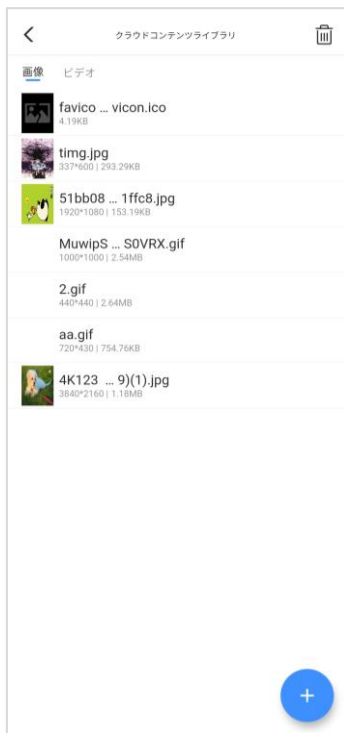 クラウドコンテンツライブラリ
画像 ビデオ
favico ... vicon.ico
4.19KB
timg.jpg
337*600 | 293.29KB
51bb08 ... 1ffc8.jpg
1920*1080 | 153.19KB
MuwipS ... S0VRX.gif
1000*1000 | 2.54MB
2.gif
440*440 | 2.64MB
aa.gif
720*430 | 754.76KB
4K123 ... 9)(1).jpg
3840*2160 | 1.18MB